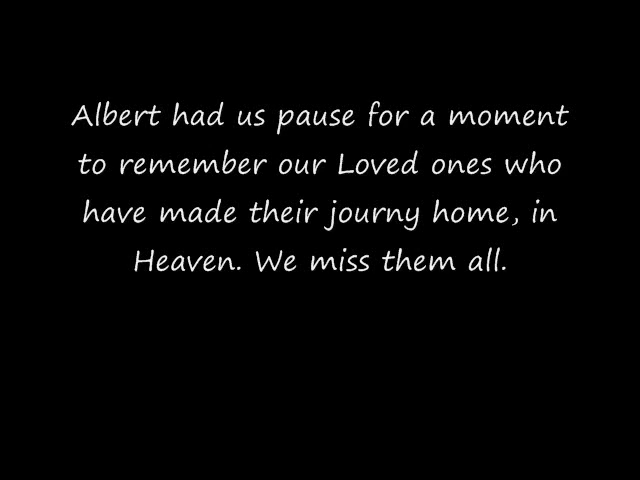 Albert had us pause for a moment
to remember our Loved ones who
have made their journy home, in
Heaven. We miss them all.